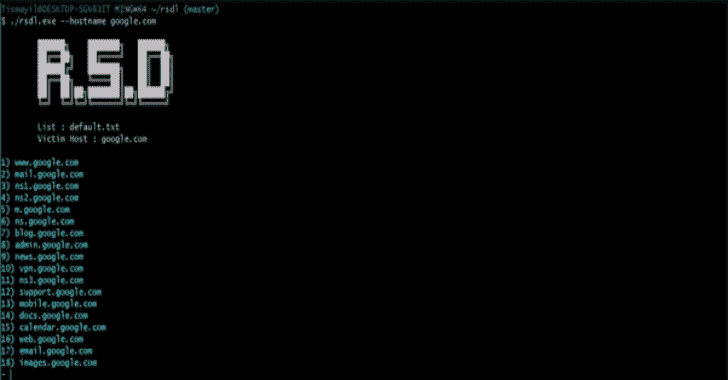 Tismayil@DESKTOP-SGVB3IT MINGW64 ~/rsdl (master)
$ ./rsdl.exe --hostname google.com
R.S.D
List : default.txt
Victim Host : google.com
1) www.google.com
2) mail.google.com
3) ns1.google.com
4) ns2.google.com
5) m.google.com
6) ns.google.com
7) blog.google.com
8) admin.google.com
9) news.google.com
10) vpn.google.com
11) ns3.google.com
12) support.google.com
13) mobile.google.com
14) docs.google.com
15) calendar.google.com
16) web.google.com
17) email.google.com
18) images.google.com
-